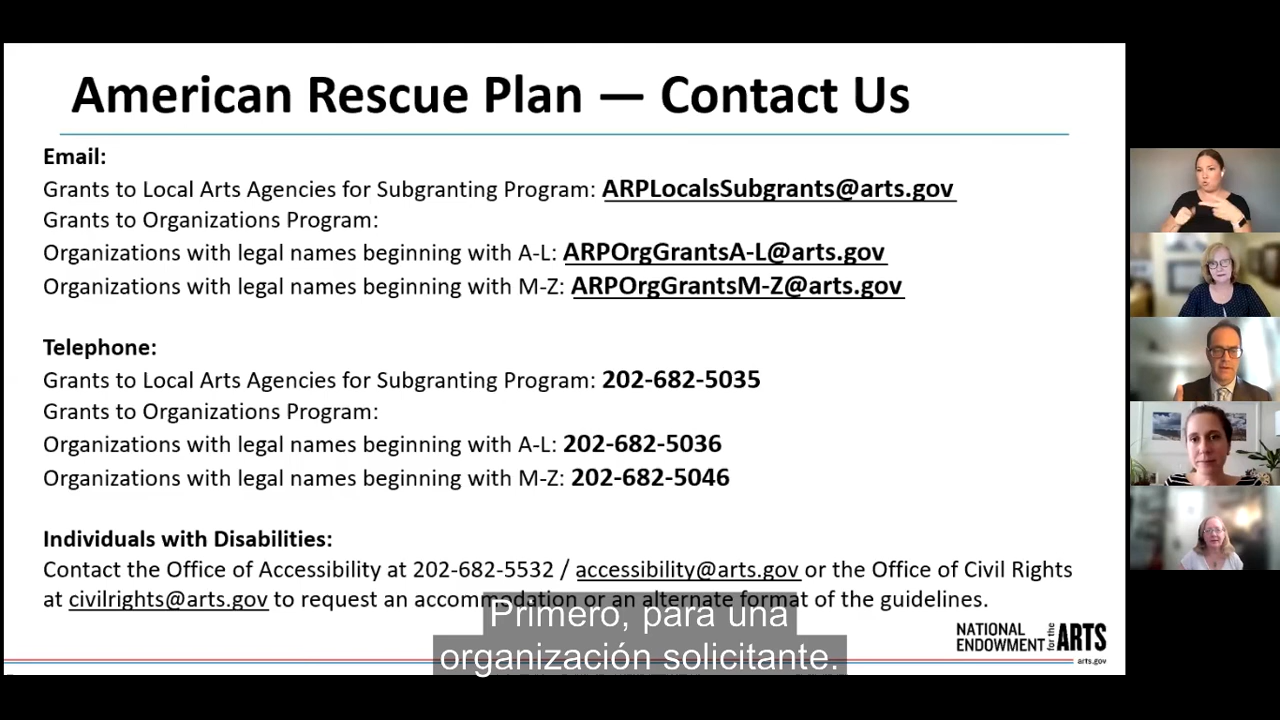 American Rescue Plan — Contact Us
Email:
Grants to Local Arts Agencies for Subgranting Program: ARPLocalsSubgrants@arts.gov
Grants to Organizations Program:
Organizations with legal names beginning with A-L: ARPOrgGrantsA-L@arts.gov
Organizations with legal names beginning with M-Z: ARPOrgGrantsM-Z@arts.gov
Telephone:
Grants to Local Arts Agencies for Subgranting Program: 202-682-5035
Grants to Organizations Program:
Organizations with legal names beginning with A-L: 202-682-5036
Organizations with legal names beginning with M-Z: 202-682-5046
Individuals with Disabilities:
Contact the Office of Accessibility at 202-682-5532 / accessibility@arts.gov or the Office of Civil Rights
at civilrights@arts.gov to request an accommodation or an alternate format of the guidelines.
Primero, para una
organización solicitante.
NATIONAL
ENDOWMENT for the ARTS
arts.gov